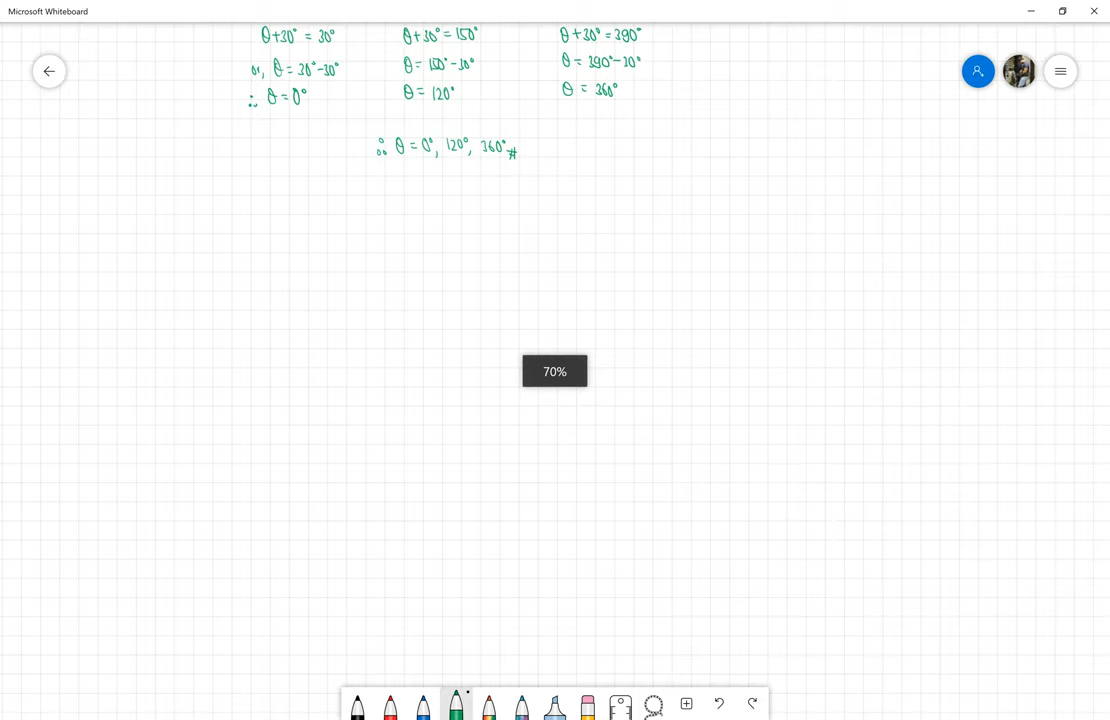 Microsoft Whiteboard
θ+30° = 30°
or, θ = 30°-30°
∴ θ = 0°
θ+30° = 150°
θ = 150°-30°
θ = 120°
θ+30° = 390°
θ = 390°-30°
θ = 360°
∴ θ = 0°, 120°, 360° #
70%